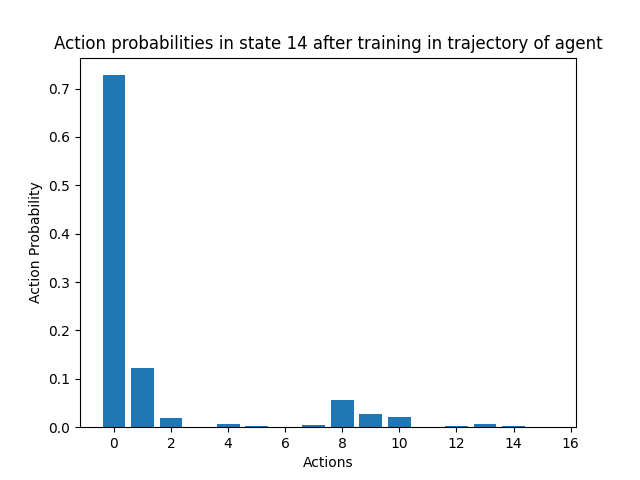 Action probabilities in state 14 after training in trajectory of agent
0.7
0.6
0.5
0.4
0.3
0.2
0.1
0.0
Action Probability
0 2 4 6 8 10 12 14 16
Actions